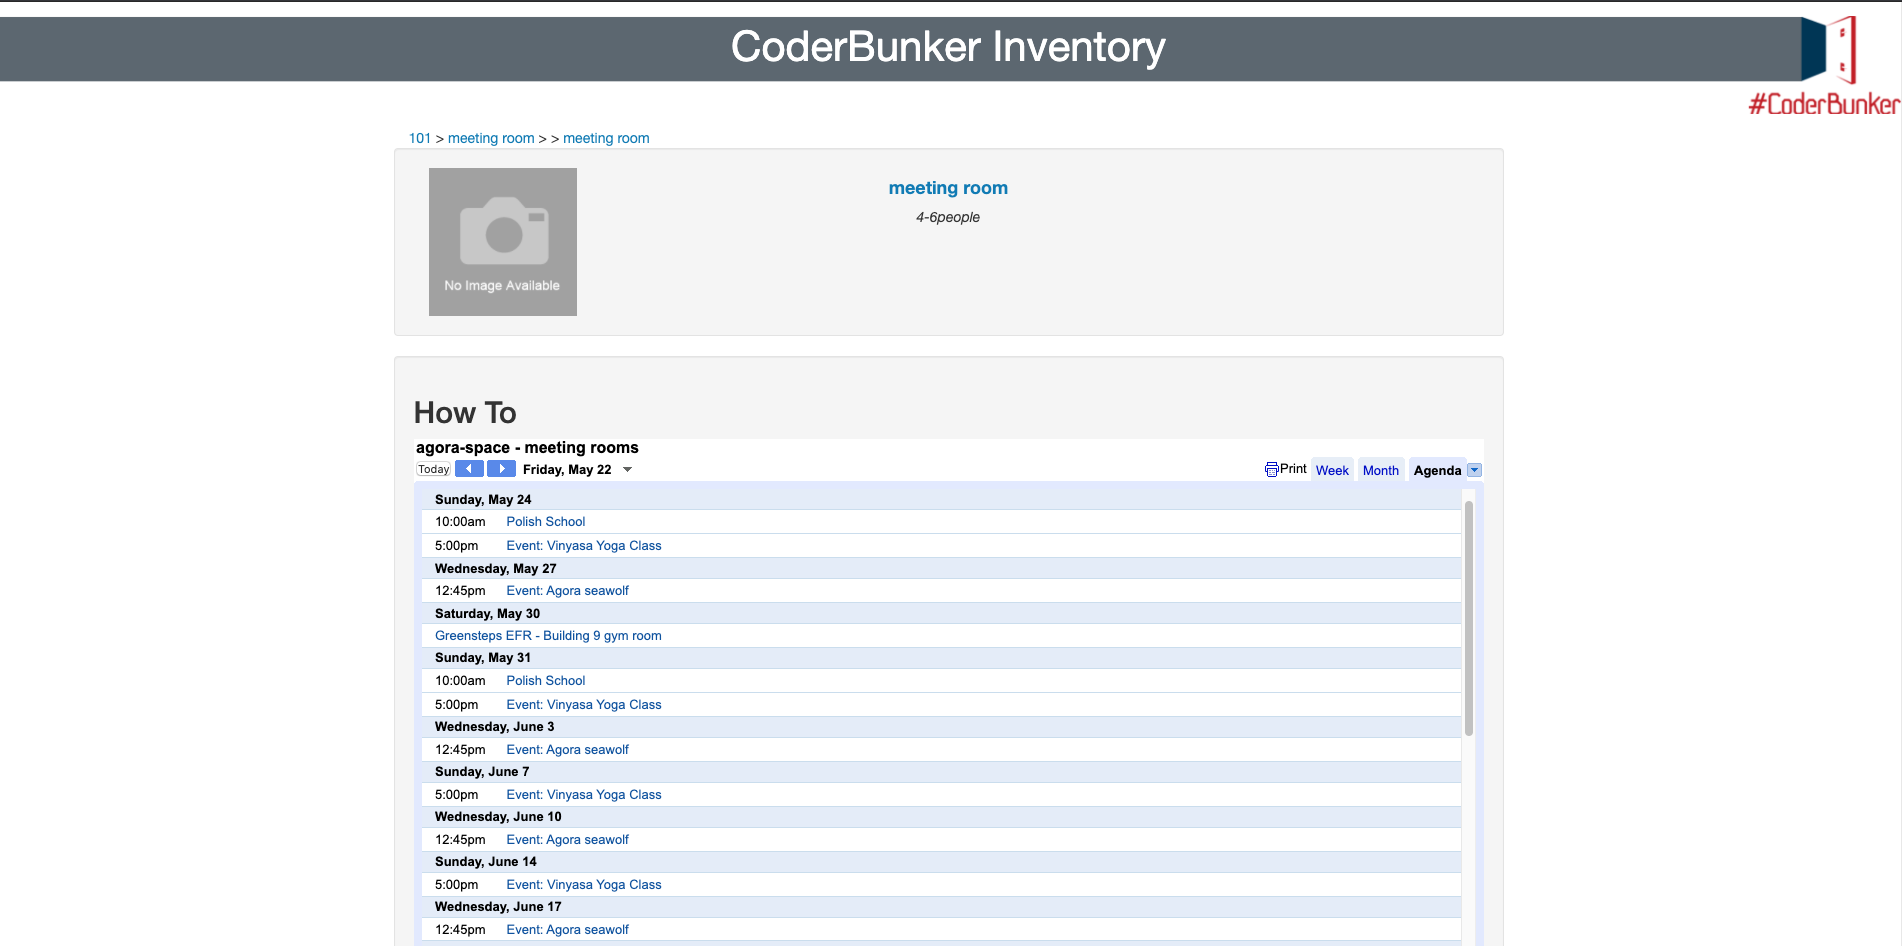 CoderBunker Inventory
#CoderBunker
101 > meeting room > > meeting room
No Image Available
meeting room
4-6people
How To
agora-space - meeting rooms
Today Friday, May 22 Print Week Month Agenda
Sunday, May 24
10:00am Polish School
5:00pm Event: Vinyasa Yoga Class
Wednesday, May 27
12:45pm Event: Agora seawolf
Saturday, May 30
Greensteps EFR - Building 9 gym room
Sunday, May 31
10:00am Polish School
5:00pm Event: Vinyasa Yoga Class
Wednesday, June 3
12:45pm Event: Agora seawolf
Sunday, June 7
5:00pm Event: Vinyasa Yoga Class
Wednesday, June 10
12:45pm Event: Agora seawolf
Sunday, June 14
5:00pm Event: Vinyasa Yoga Class
Wednesday, June 17
12:45pm Event: Agora seawolf